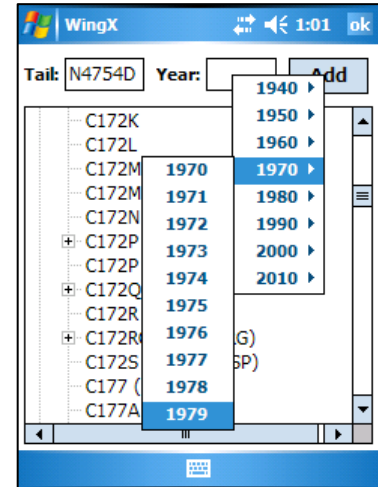 WingX 1:01 ok
Tail: N4754D Year: Add
1940
1950
1960
1970
1980
1990
2000
2010
1970
1971
1972
1973
1974
1975
1976
1977
1978
1979
C172K
C172L
C172M
C172M
C172N
C172P
C172P
C172Q
C172R
C172R G)
C172S SP)
C177 (
C177A